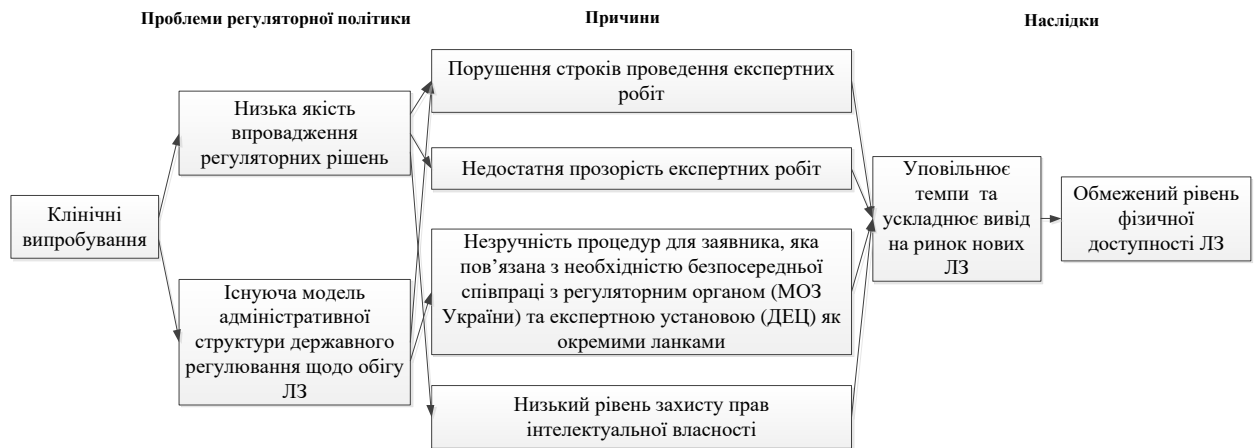 Проблеми регуляторної політики
Причини
Наслідки
Клінічні
випробування
Низька якість
впровадження
регуляторних рішень
Існуюча модель
адміністративної
структури державного
регулювання щодо обігу
ЛЗ
Порушення строків проведення експертних
робіт
Недостатня прозорість експертних робіт
Незручність процедур для заявника, яка
пов’язана з необхідністю безпосередньої
співпраці з регуляторним органом (МОЗ
України) та експертною установою (ДЕЦ) як
окремими ланками
Низький рівень захисту прав
інтелектуальної власності
Уповільнює
темпи та
ускладнює вивід
на ринок нових
ЛЗ
Обмежений рівень
фізичної
доступності ЛЗ